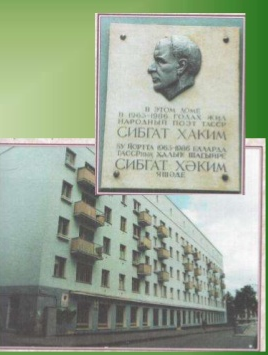 В ЭТОМ ДОМЕ
В 1965-1986 ГОДАХ ЖИЛ
НАРОДНЫЙ ПОЭТ ТАССР
СИБГАТ ХАКИМ
БУ ЙОРТТА 1965-1986 ЕЛЛАРДА
ТАССРның ХАЛЫК ШАГЫЙРЕ
СИБГАТ ХӘКИМ
ЯШӘДЕ